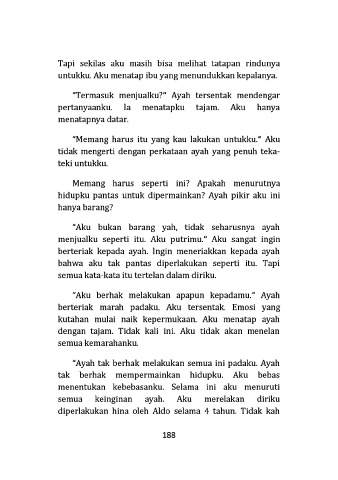 Tapi sekilas aku masih bisa melihat tatapan rindunya
untukku. Aku menatap ibu yang menundukkan kepalanya.
"Termasuk menjualku?" Ayah tersentak mendengar
pertanyaanku. Ia menatapku tajam. Aku hanya
menatapnya datar.
"Memang harus itu yang kau lakukan untukku." Aku
tidak mengerti dengan perkataan ayah yang penuh teka-
teki untukku.
Memang harus seperti ini? Apakah menurutnya
hidupku pantas untuk dipermainkan? Ayah pikir aku ini
hanya barang?
"Aku bukan barang yah, tidak seharusnya ayah
menjualku seperti itu. Aku putrimu." Aku sangat ingin
berteriak kepada ayah. Ingin meneriakkan kepada ayah
bahwa aku tak pantas diperlakukan seperti itu. Tapi
semua kata-kata itu tertelan dalam diriku.
"Aku berhak melakukan apapun kepadamu." Ayah
berteriak marah padaku. Aku tersentak. Emosi yang
kutahan mulai naik kepermukaan. Aku menatap ayah
dengan tajam. Tidak kali ini. Aku tidak akan menelan
semua kemarahanku.
"Ayah tak berhak melakukan semua ini padaku. Ayah
tak berhak mempermainkan hidupku. Aku bebas
menentukan kebebasanku. Selama ini aku menuruti
semua keinginan ayah. Aku merelakan diriku
diperlakukan hina oleh Aldo selama 4 tahun. Tidak kah
188